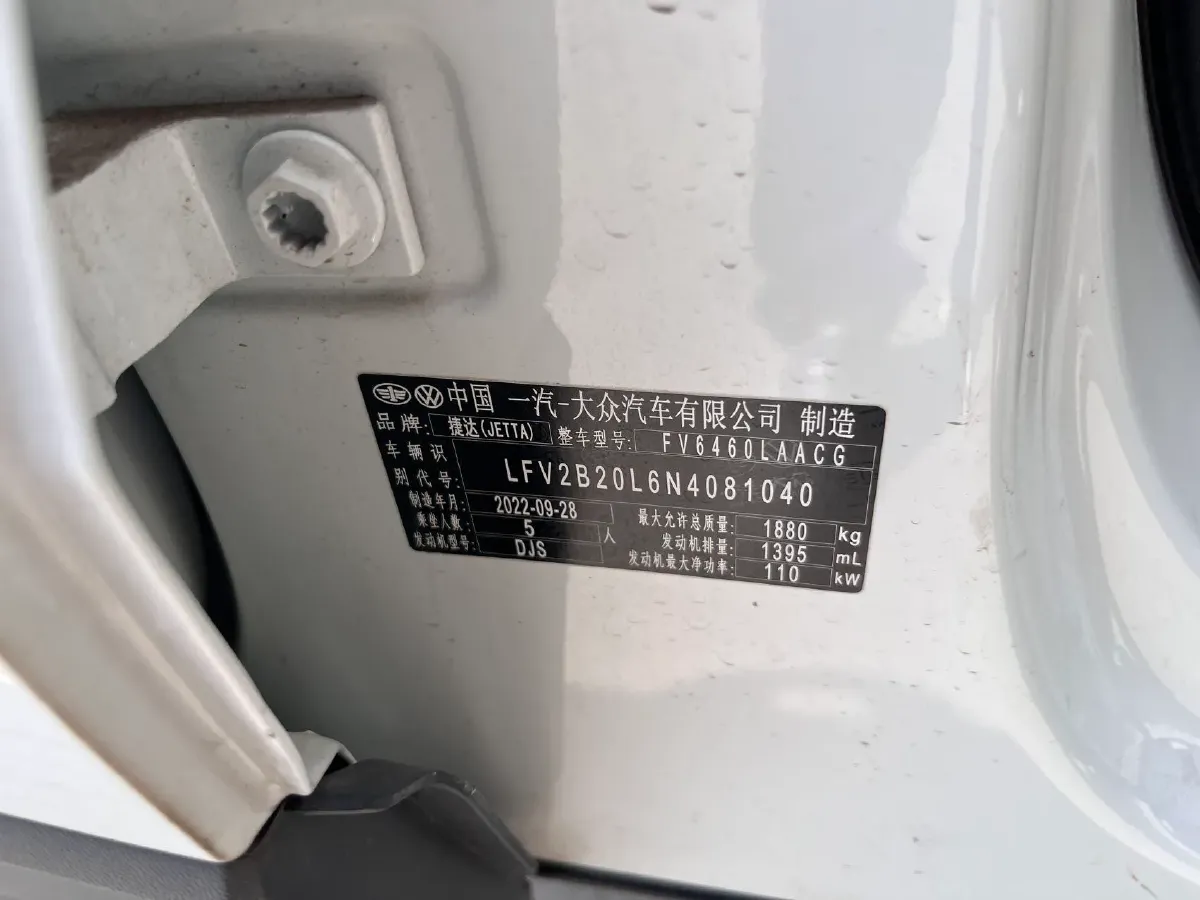 中国 一汽-大众汽车有限公司 制造
品牌: 捷达(JETTA) 整车型号: FV6460LAACG
车辆识别代号: LFV2B20L6N4081040
制造年月: 2022-09-28 最大允许总质量: 1880 kg
乘坐人数: 5 人 发动机排量: 1395 mL
发动机型号: DJS 发动机最大净功率: 110 kW